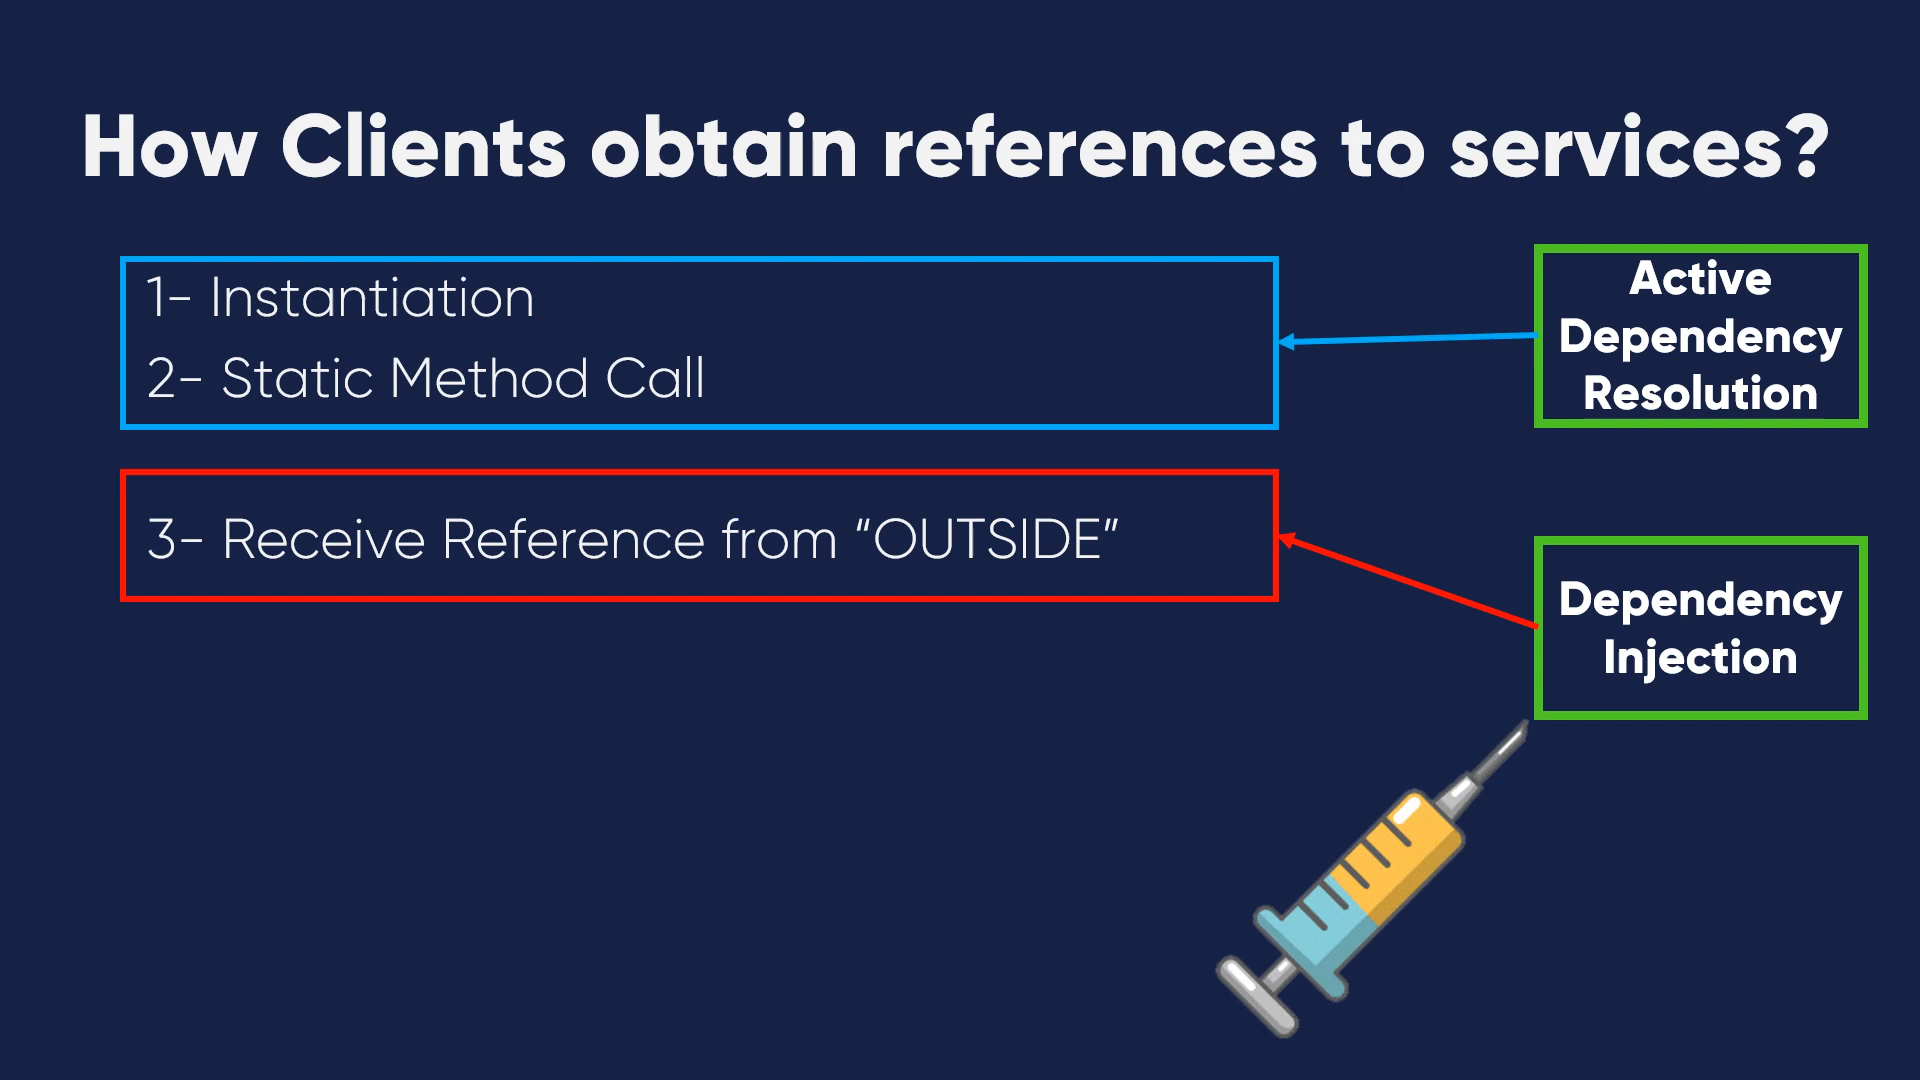 How Clients obtain references to services?
1- Instantiation
2- Static Method Call
Active
Dependency
Resolution
3- Receive Reference from “OUTSIDE”
Dependency
Injection